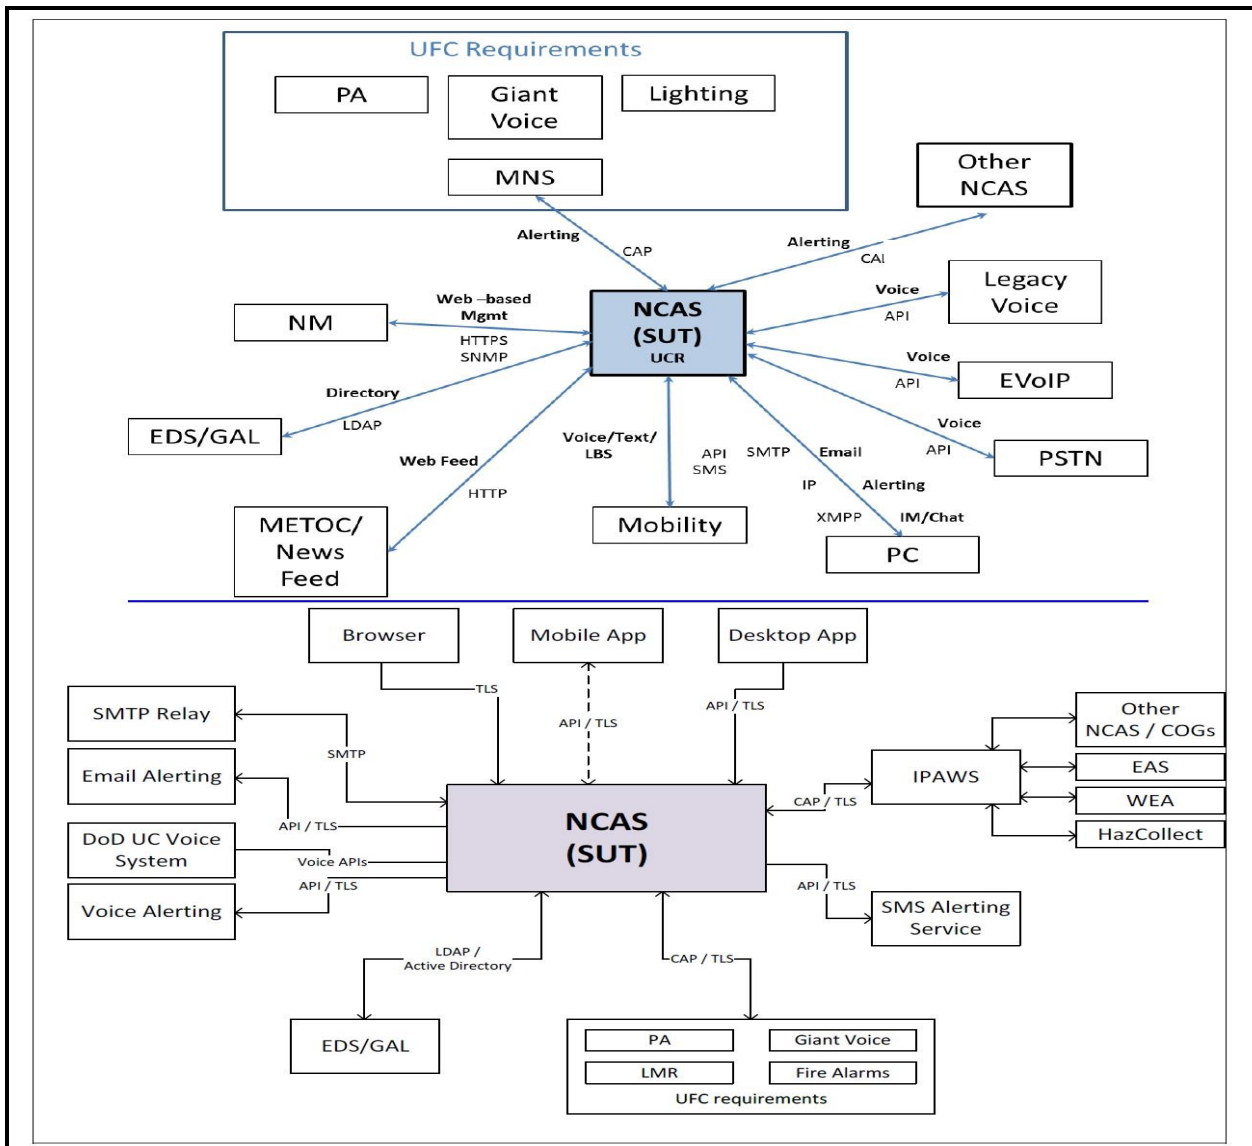 UFC Requirements
PA
Giant
Voice
Lighting
MNS
Other
NCAS
Alerting
CAP
Alerting
CAI
Legacy
Voice
Voice
API
NM
Web –based
Mgmt
HTTPS
SNMP
NCAS
(SUT)
UCR
Voice
API
EVoIP
Directory
LDAP
EDS/GAL
Voice
API
PSTN
Web Feed
HTTP
Voice/Text/
LBS
API
SMS
SMTP
Email
IP
Alerting
XMPP
IM/Chat
METOC/
News
Feed
Mobility
PC
Browser
Mobile App
Desktop App
TLS
API / TLS
API / TLS
SMTP Relay
SMTP
Email Alerting
API / TLS
DoD UC Voice
System
Voice APIs
API / TLS
Voice Alerting
NCAS
(SUT)
CAP / TLS
IPAWS
Other
NCAS / COGs
EAS
WEA
HazCollect
API / TLS
SMS Alerting
Service
LDAP /
Active Directory
CAP / TLS
EDS/GAL
PA
Giant Voice
LMR
Fire Alarms
UFC requirements